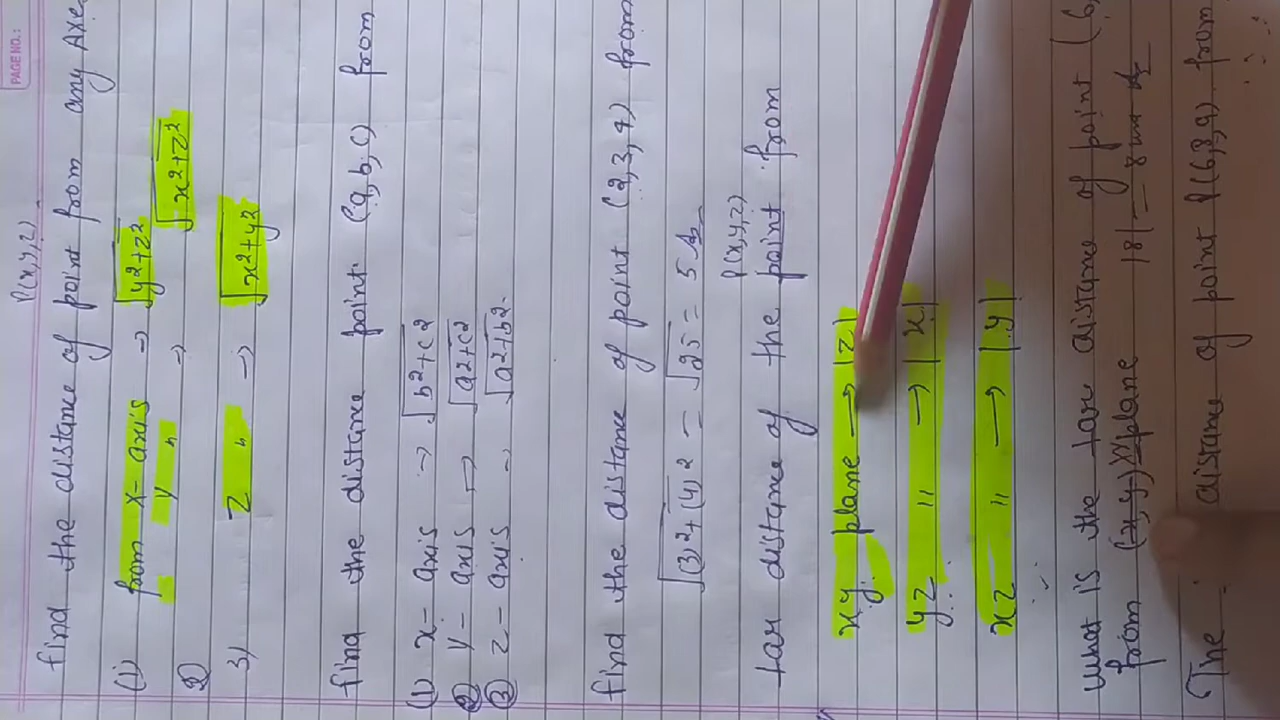 PAGE NO.:
P(x,y,z)
find the distance of point from any Axe
(1) from x-axis → √y²+z²
2) y " → √x²+z²
3) z " → √x²+y²
find the distance point (a,b,c) from
(1) x-axis → √b²+c²
(2) y-axis → √a²+c²
(3) z-axis → √a²+b²
find the distance of point (2,3,4) from
√(3)²+(4)² = √25 = 5
P(x,y,z)
lar distance of the point from
xy plane → |z|
yz " → |x|
xz " → |y|
what is the lar distance of point (6,
from (x,y) plane |8| = 8 unit
The distance of point P(6,8,9) from